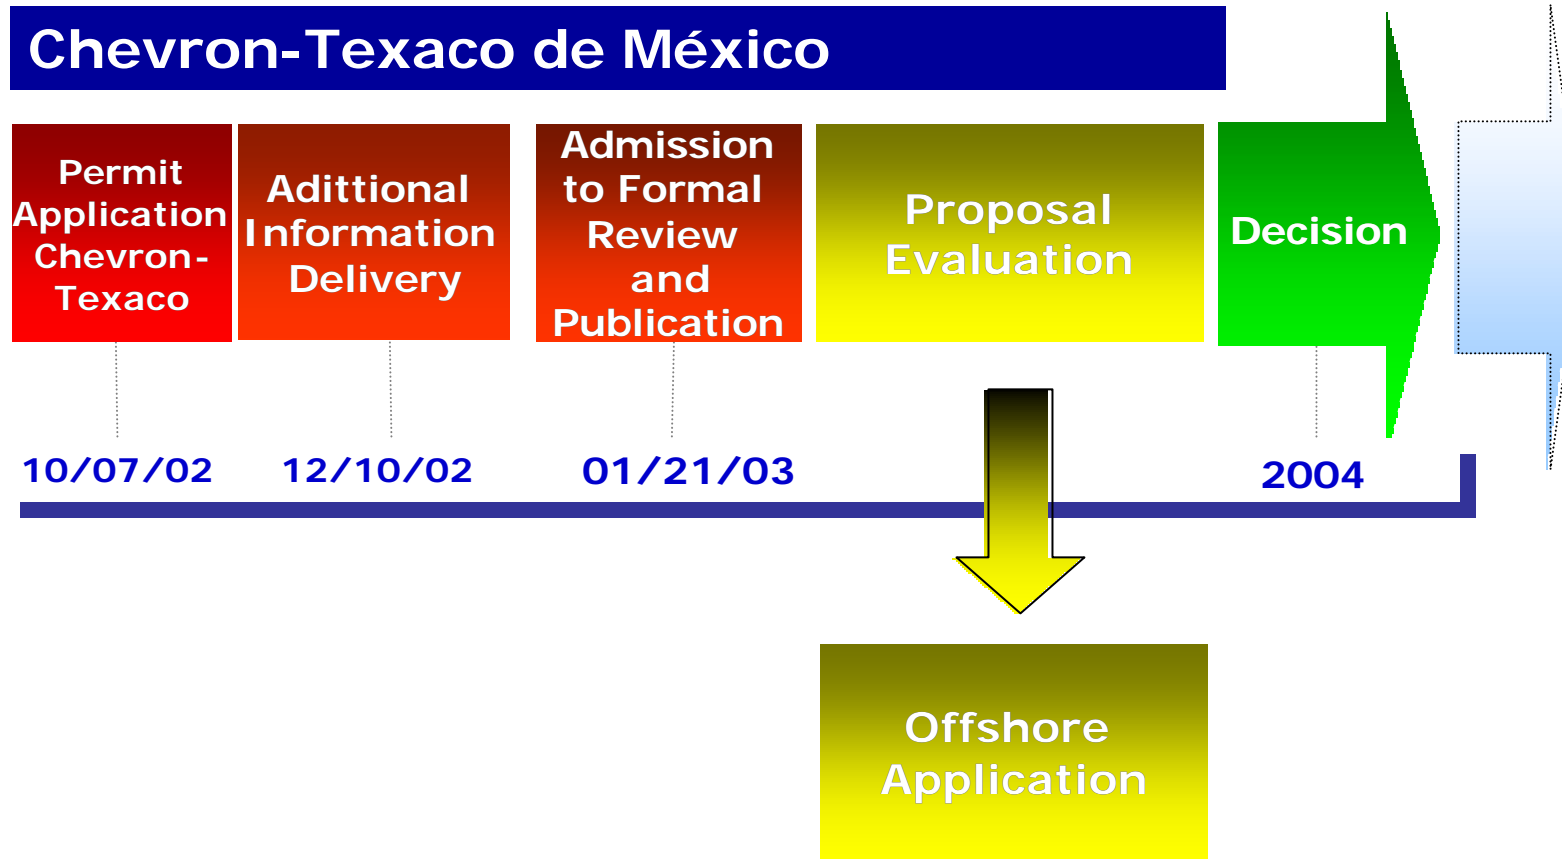 Chevron-Texaco de México
Permit
Application
Chevron-
Texaco
Adittional
Information
Delivery
Admission
to Formal
Review
and
Publication
Proposal
Evaluation
Decision
10/07/02
12/10/02
01/21/03
2004
Offshore
Application